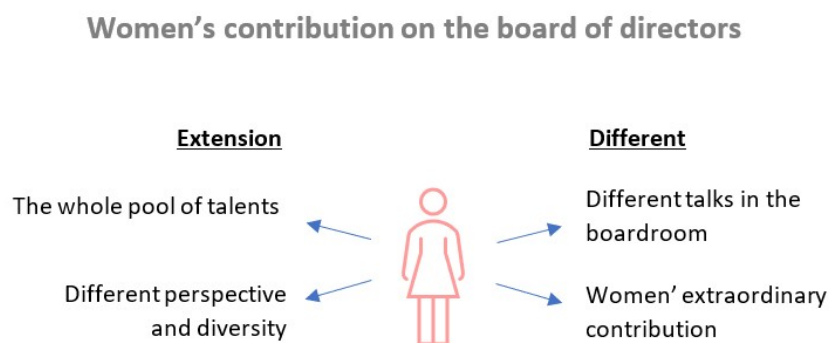 Women's contribution on the board of directors
Extension
The whole pool of talents
Different perspective
and diversity
Different
Different talks in the
boardroom
Women' extraordinary
contribution